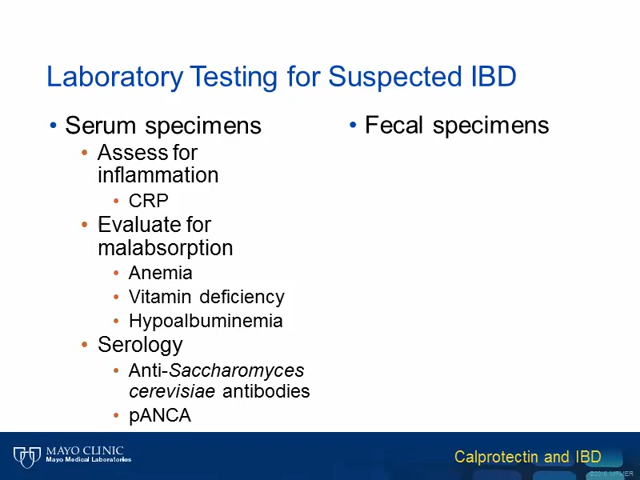 Laboratory Testing for Suspected IBD
• Serum specimens
• Assess for
inflammation
• CRP
• Evaluate for
malabsorption
• Anemia
• Vitamin deficiency
• Hypoalbuminemia
• Serology
• Anti-Saccharomyces
cerevisiae antibodies
• pANCA
• Fecal specimens
MAYO CLINIC
Mayo Medical Laboratories
Calprotectin and IBD